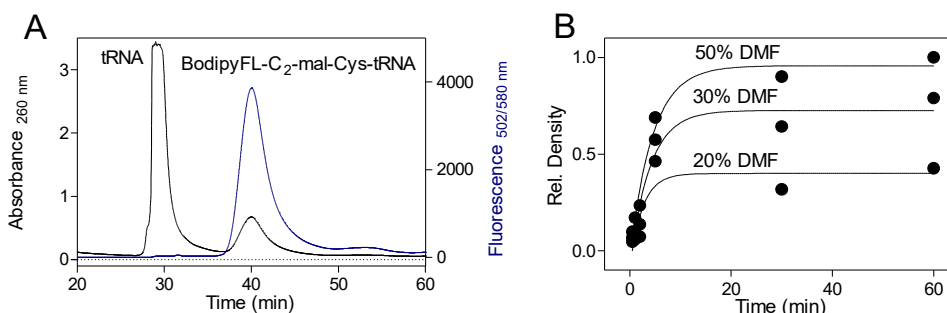 A
tRNA
BodipyFL-C2-mal-Cys-tRNA
3
2
1
0
Absorbance 260 nm
4000
2000
0
Fluorescence 502/580 nm
20 30 40 50 60
Time (min)
B
1.0
0.5
0.0
Rel. Density
50% DMF
30% DMF
20% DMF
0 20 40 60
Time (min)